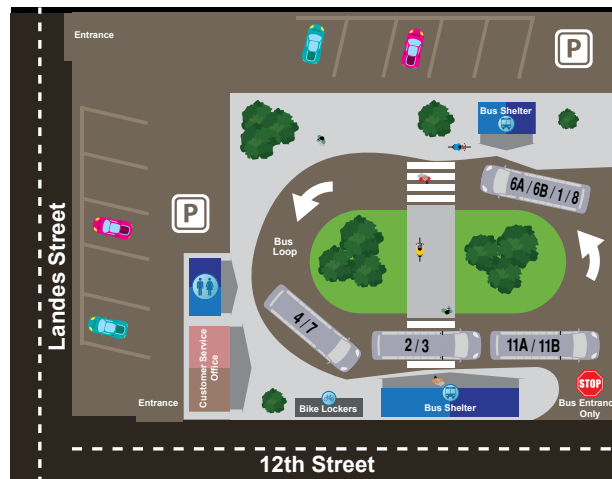 Entrance
P
Bus Shelter
6A / 6B / 1 / 8
P
Bus
Loop
Landes Street
4 / 7
2 / 3
11A / 11B
Customer Service
Office
STOP
Entrance
Bike Lockers
Bus Shelter
Bus Entranc
Only
12th Street